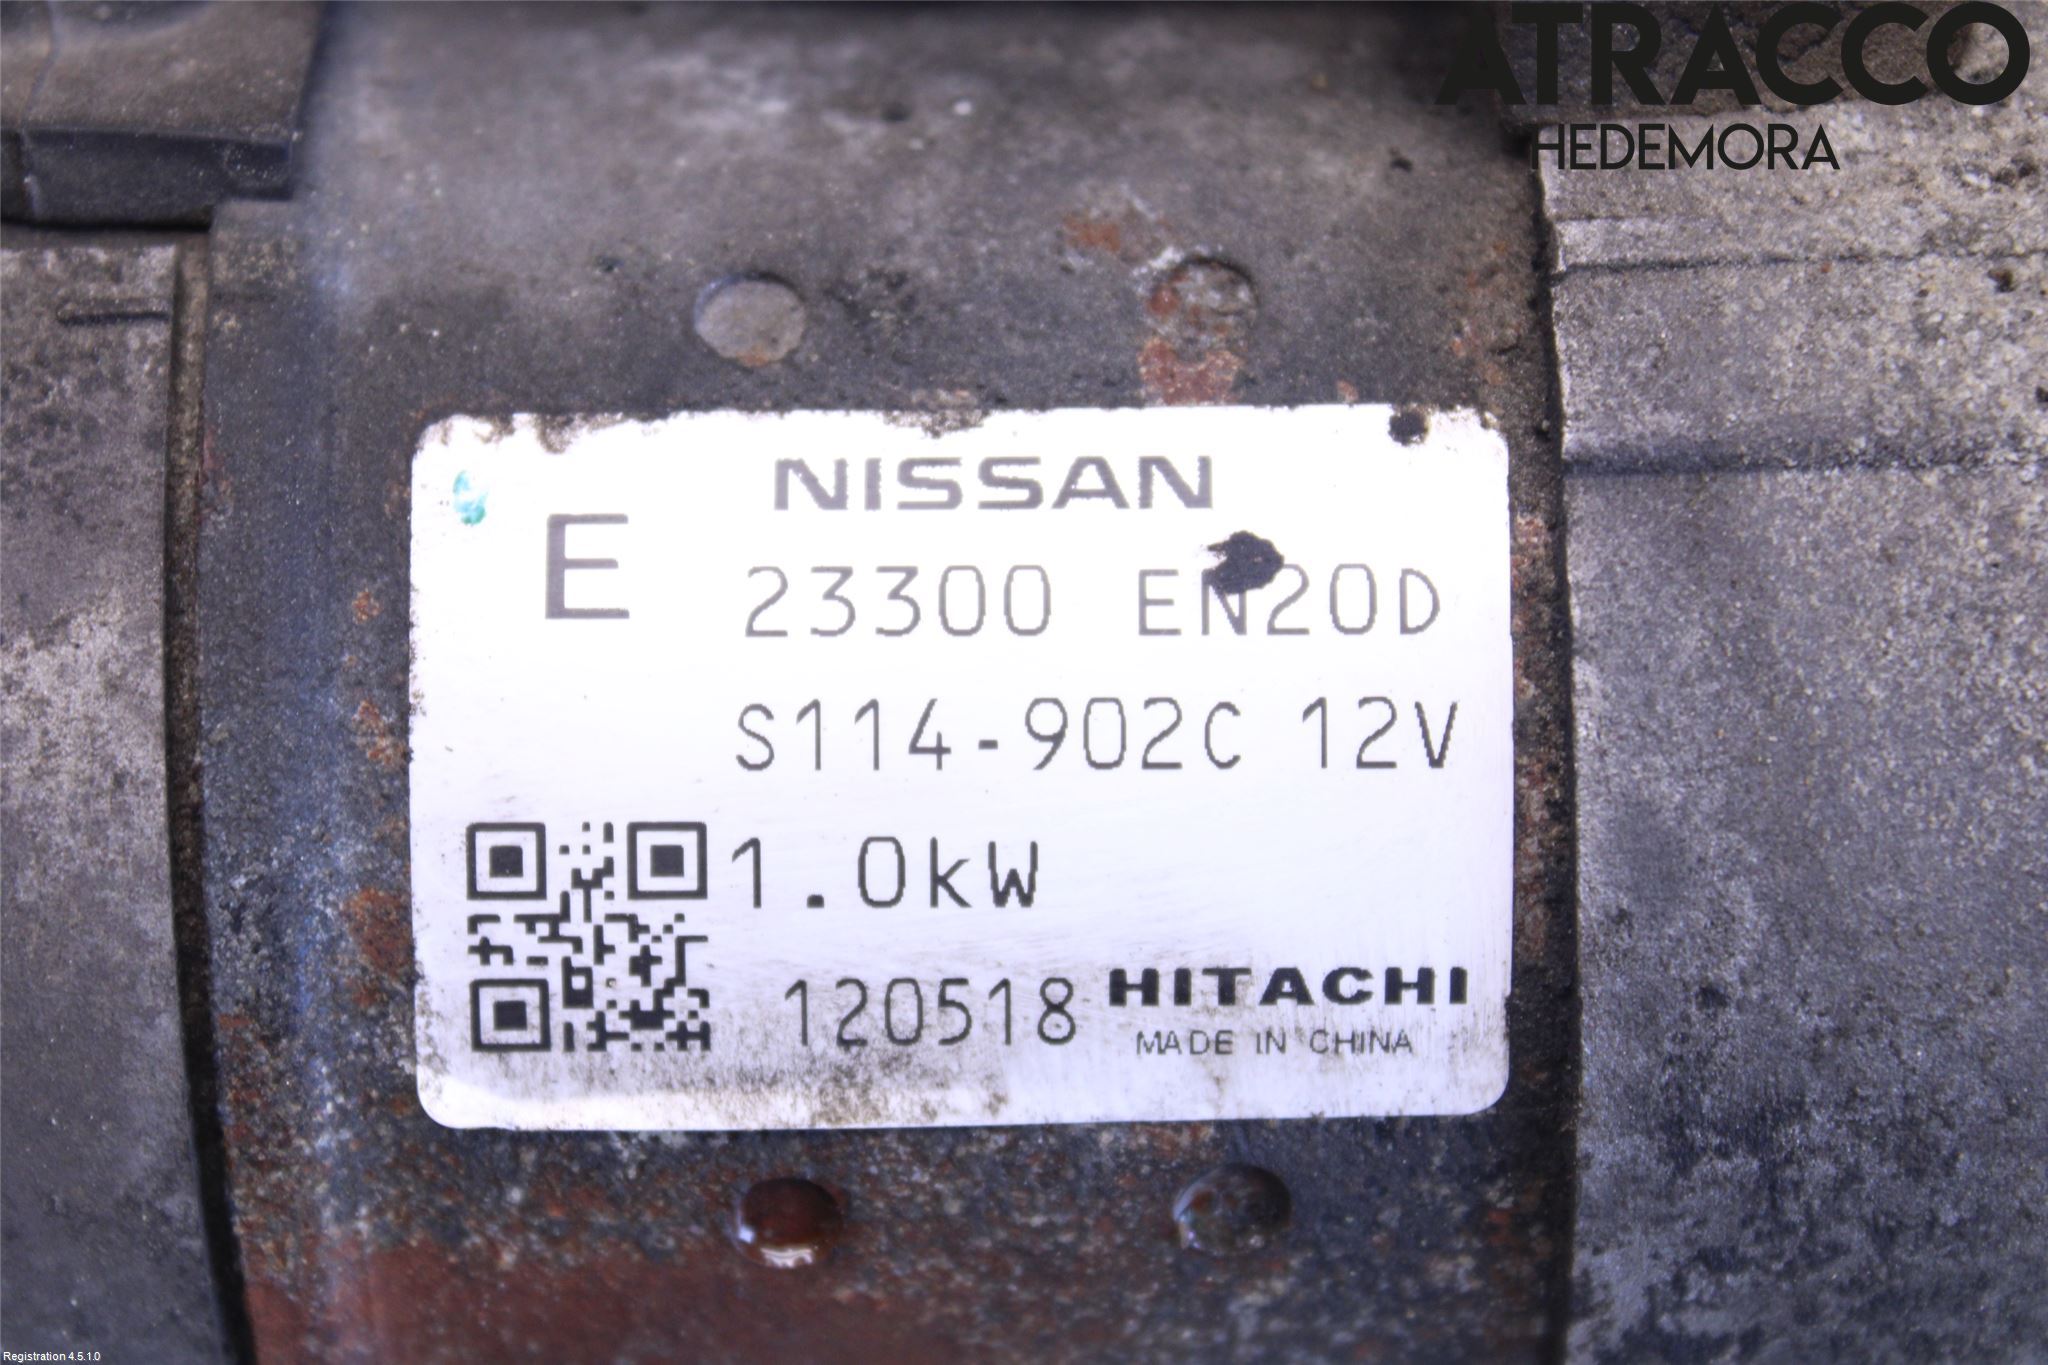 ATRACCO
HEDEMORA
NISSAN
E
23300 EN20D
S114-902C 12V
1.0kW
120518 HITACHI
MADE IN CHINA
Registration 4.5.1.0